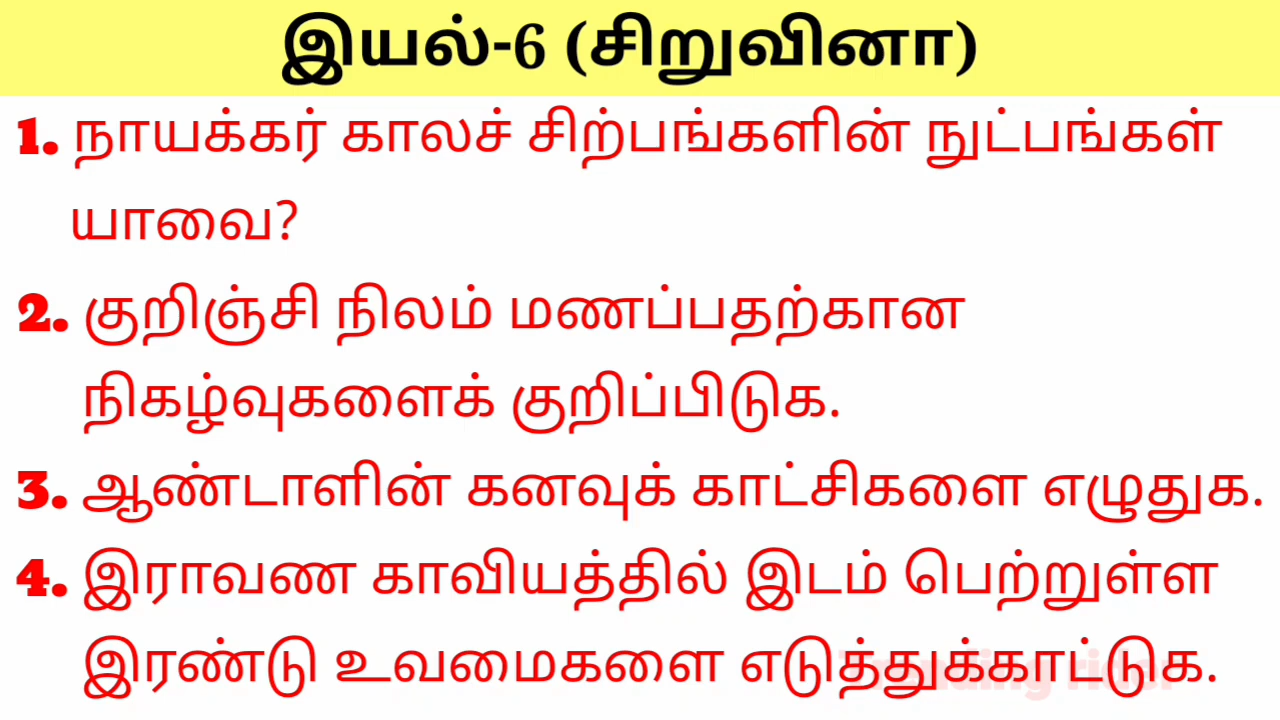 இயல்-6 (சிறுவினா)
1. நாயக்கர் காலச் சிற்பங்களின் நுட்பங்கள்
யாவை?
2. குறிஞ்சி நிலம் மணப்பதற்கான
நிகழ்வுகளைக் குறிப்பிடுக.
3. ஆண்டாளின் கனவுக் காட்சிகளை எழுதுக.
4. இராவண காவியத்தில் இடம் பெற்றுள்ள
இரண்டு உவமைகளை எடுத்துக்காட்டுக.